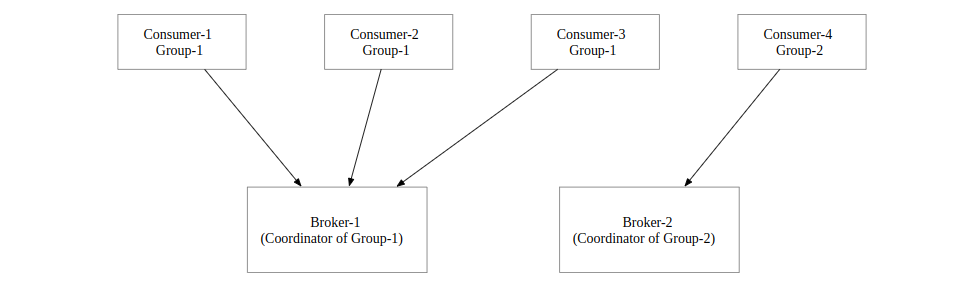 Consumer-1
Group-1
Consumer-2
Group-1
Consumer-3
Group-1
Consumer-4
Group-2
Broker-1
(Coordinator of Group-1)
Broker-2
(Coordinator of Group-2)